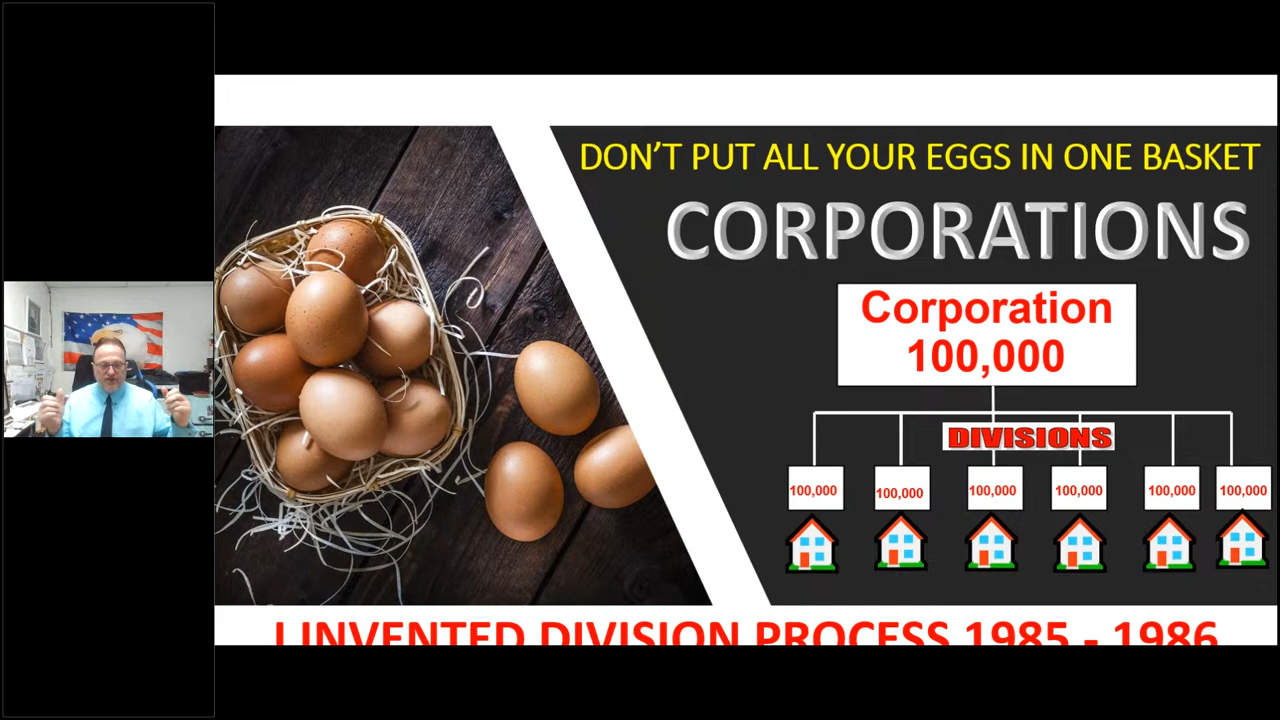 DON'T PUT ALL YOUR EGGS IN ONE BASKET
CORPORATIONS
Corporation
100,000
DIVISIONS
100,000 100,000 100,000 100,000 100,000 100,000
I INVENTED DIVISION PROCESS 1985 - 1986